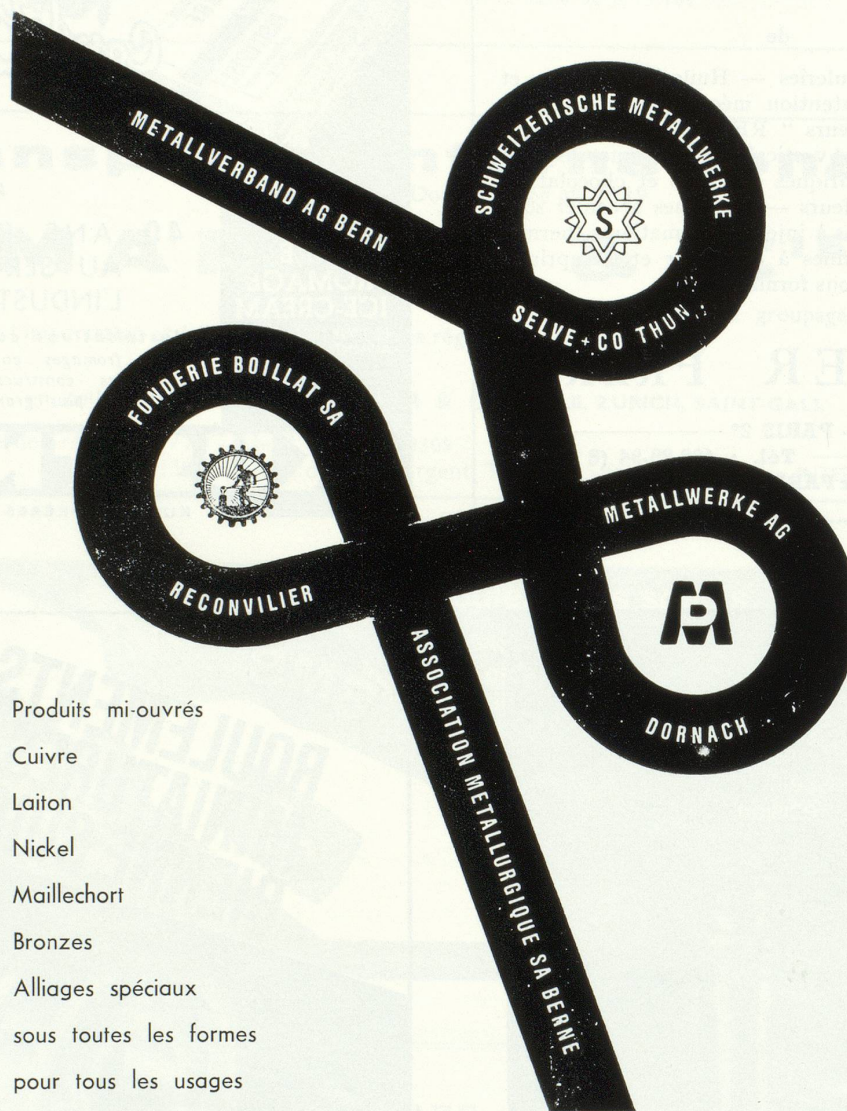 METALLVERBAND AG BERN
SCHWEIZERISCHE METALLWERKE
S
SELVE + CO THUN
FONDERIE BOILLAT SA
RECONVILIER
METALLWERKE AG
DORNACH
ASSOCIATION METALLURGIQUE SA BERNE
Produits mi-ouvrés
Cuivre
Laiton
Nickel
Maillechort
Bronzes
Alliages spéciaux
sous toutes les formes
pour tous les usages